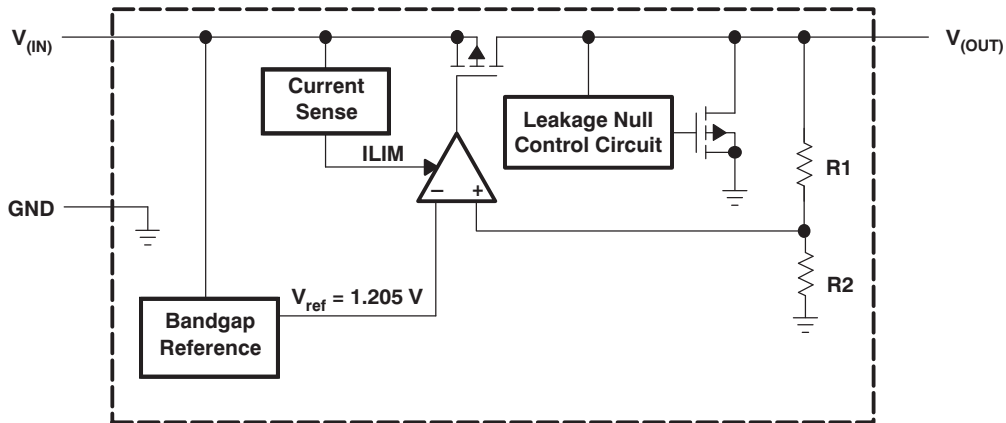 V(IN)
V(OUT)
Current
Sense
Leakage Null
Control Circuit
ILIM
R1
– +
GND
R2
Vref = 1.205 V
Bandgap
Reference